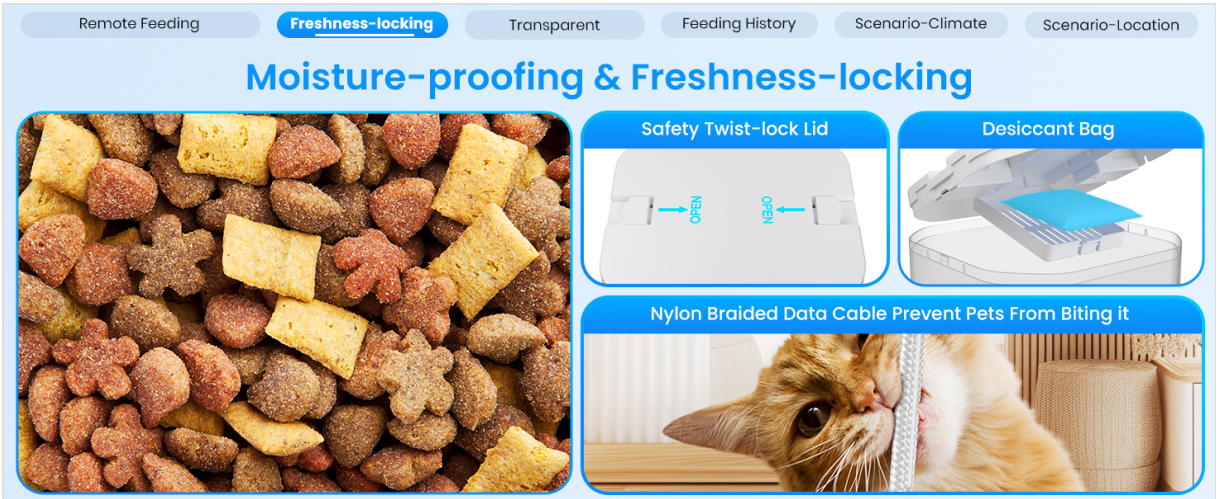 Remote Feeding
Freshness-locking
Transparent
Feeding History
Scenario-Climate
Scenario-Location
Moisture-proofing & Freshness-locking
Safety Twist-lock Lid
Desiccant Bag
OPEN
OPEN
Nylon Braided Data Cable Prevent Pets From Biting it